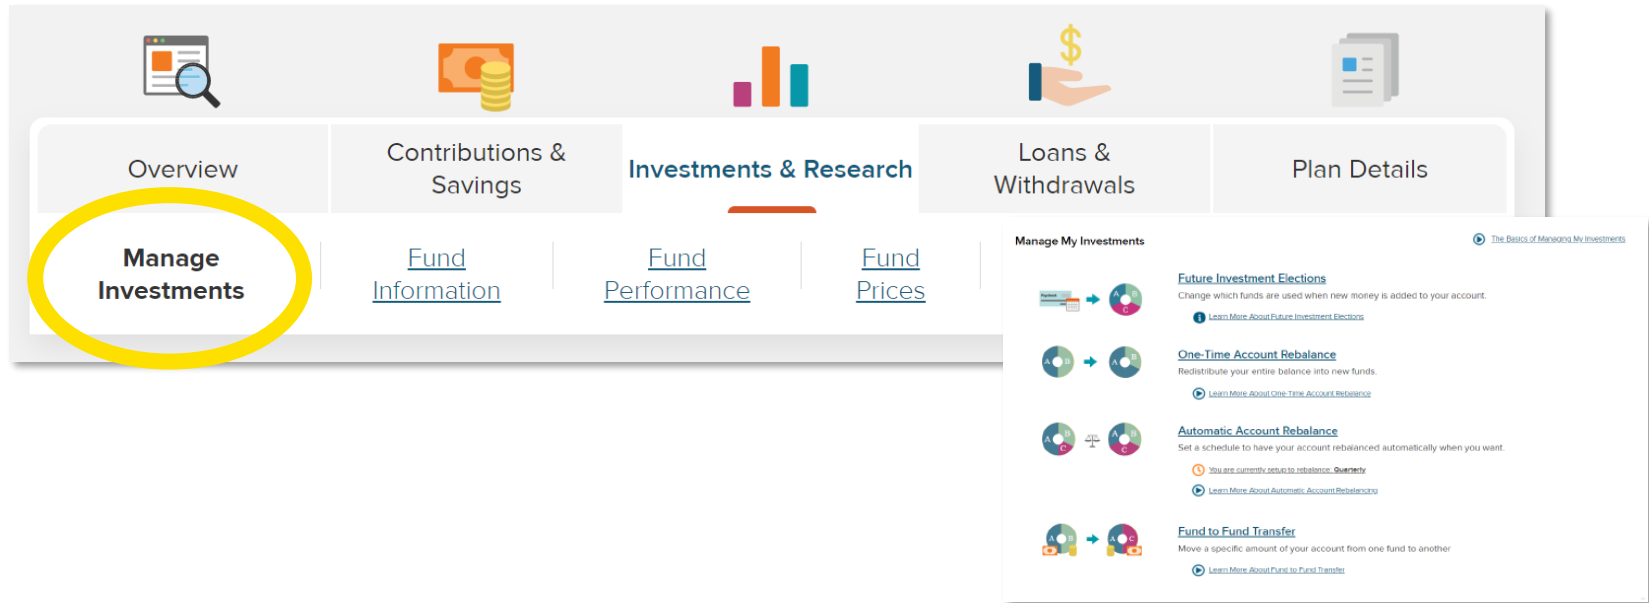 Overview
Contributions &
Savings
Investments & Research
Loans &
Withdrawals
Plan Details
Manage
Investments
Fund
Information
Fund
Performance
Fund
Prices
Manage My Investments
The Basics of Managing My Investments
Future Investment Elections
Change which funds are used when new money is added to your account.
Learn More About Future Investment Elections
One-Time Account Rebalance
Redistribute your entire balance into new funds.
Learn More About One-Time Account Rebalance
Automatic Account Rebalance
Set a schedule to have your account rebalanced automatically when you want.
You are currently setup to rebalance: Quarterly
Learn More About Automatic Account Rebalancing
Fund to Fund Transfer
Move a specific amount of your account from one fund to another
Learn More About Fund to Fund Transfer
A B C
A B
A B
A B C
A B C
A B
A C